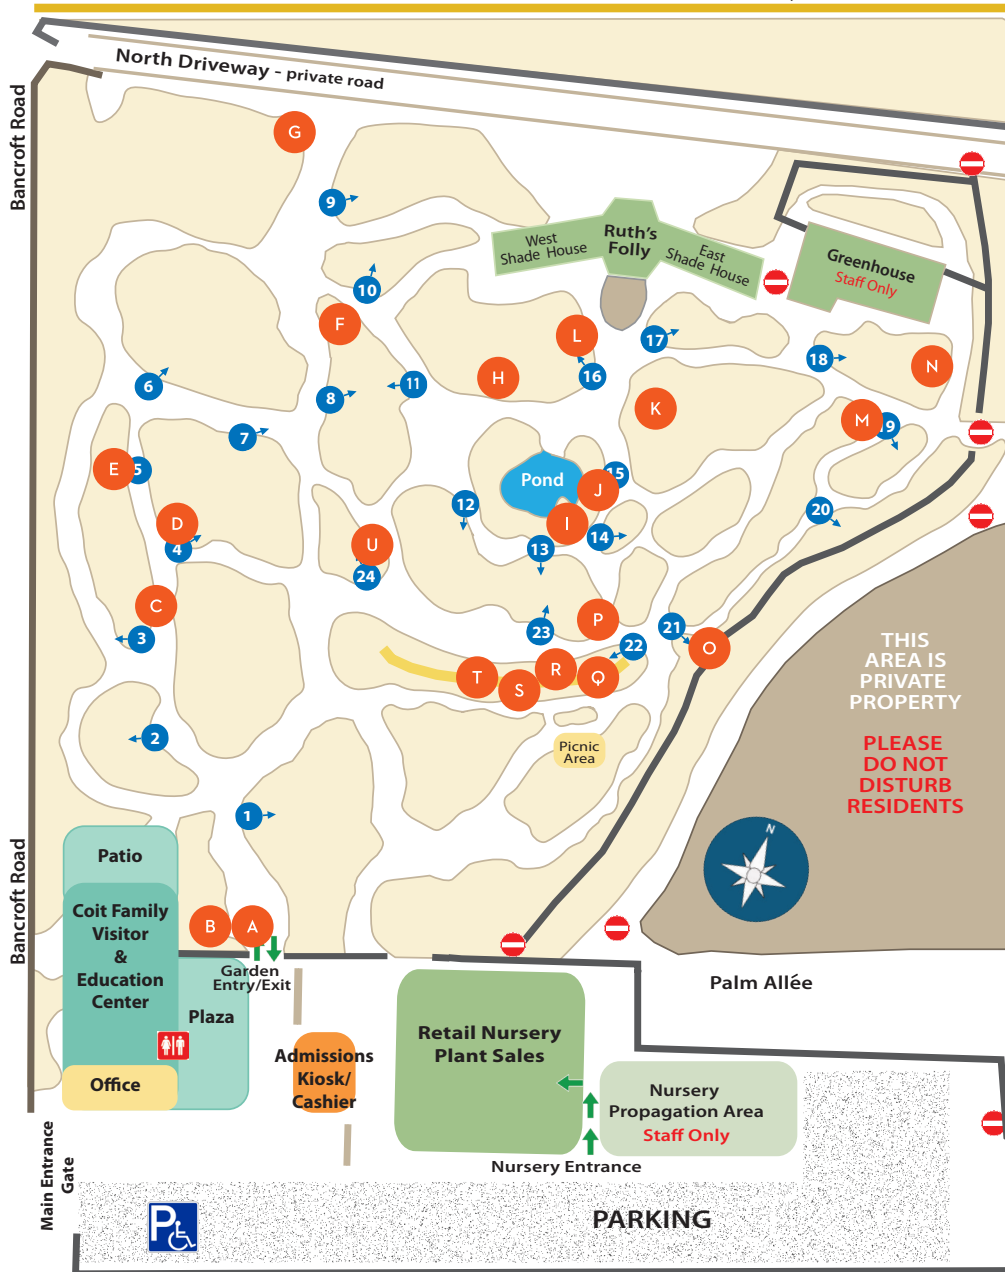 North Driveway - private road
Bancroft Road
G
9
West
Shade House
Ruth's
Folly
East
Shade House
Greenhouse
Staff Only
10
F
L
17
18
N
6
8
11
H
16
K
M
19
7
E
5
Pond
15
J
12
20
D
4
I
14
13
U
24
C
3
P
23
21
22
O
T
S
R
Q
THIS
AREA IS
PRIVATE
PROPERTY
PLEASE
DO NOT
DISTURB
RESIDENTS
2
Picnic
Area
1
N
Bancroft Road
Patio
Coit Family
Visitor
&
Education
Center
B
A
Garden
Entry/Exit
Plaza
Office
Palm Allée
Retail Nursery
Plant Sales
Admissions
Kiosk/
Cashier
Nursery
Propagation Area
Staff Only
Nursery Entrance
Main Entrance
Gate
P
PARKING